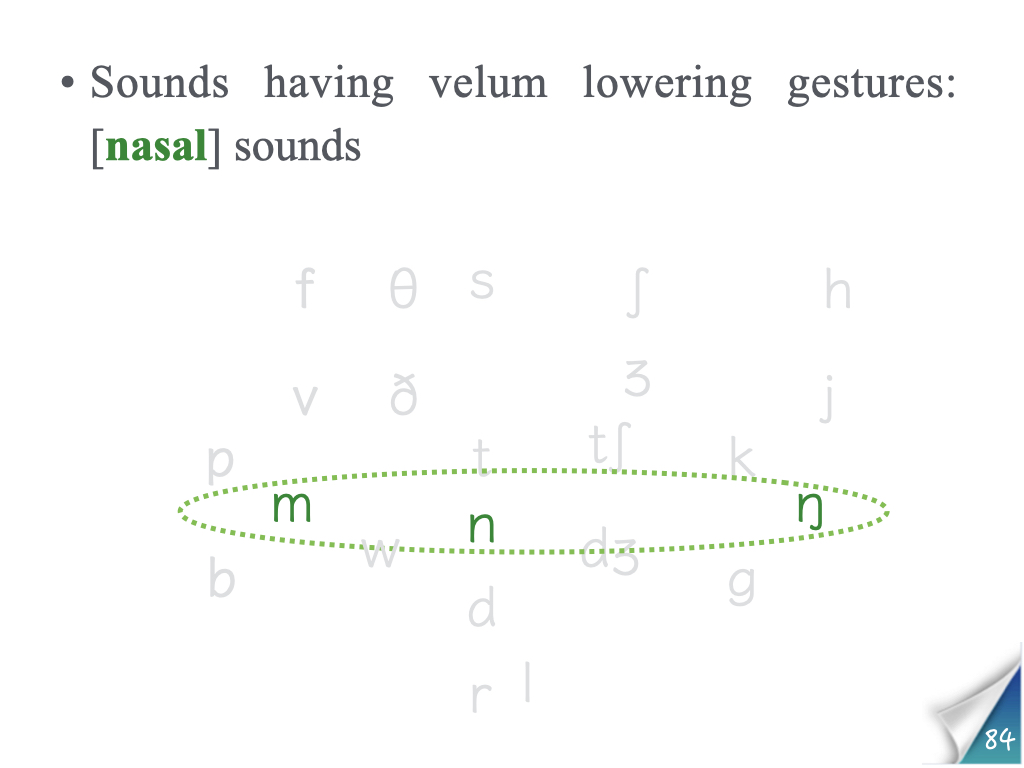 • Sounds having velum lowering gestures:
[nasal] sounds
f θ s ʃ h
v ð ʒ j
p t tʃ k
m n ŋ
w dʒ
b d g
r l
84